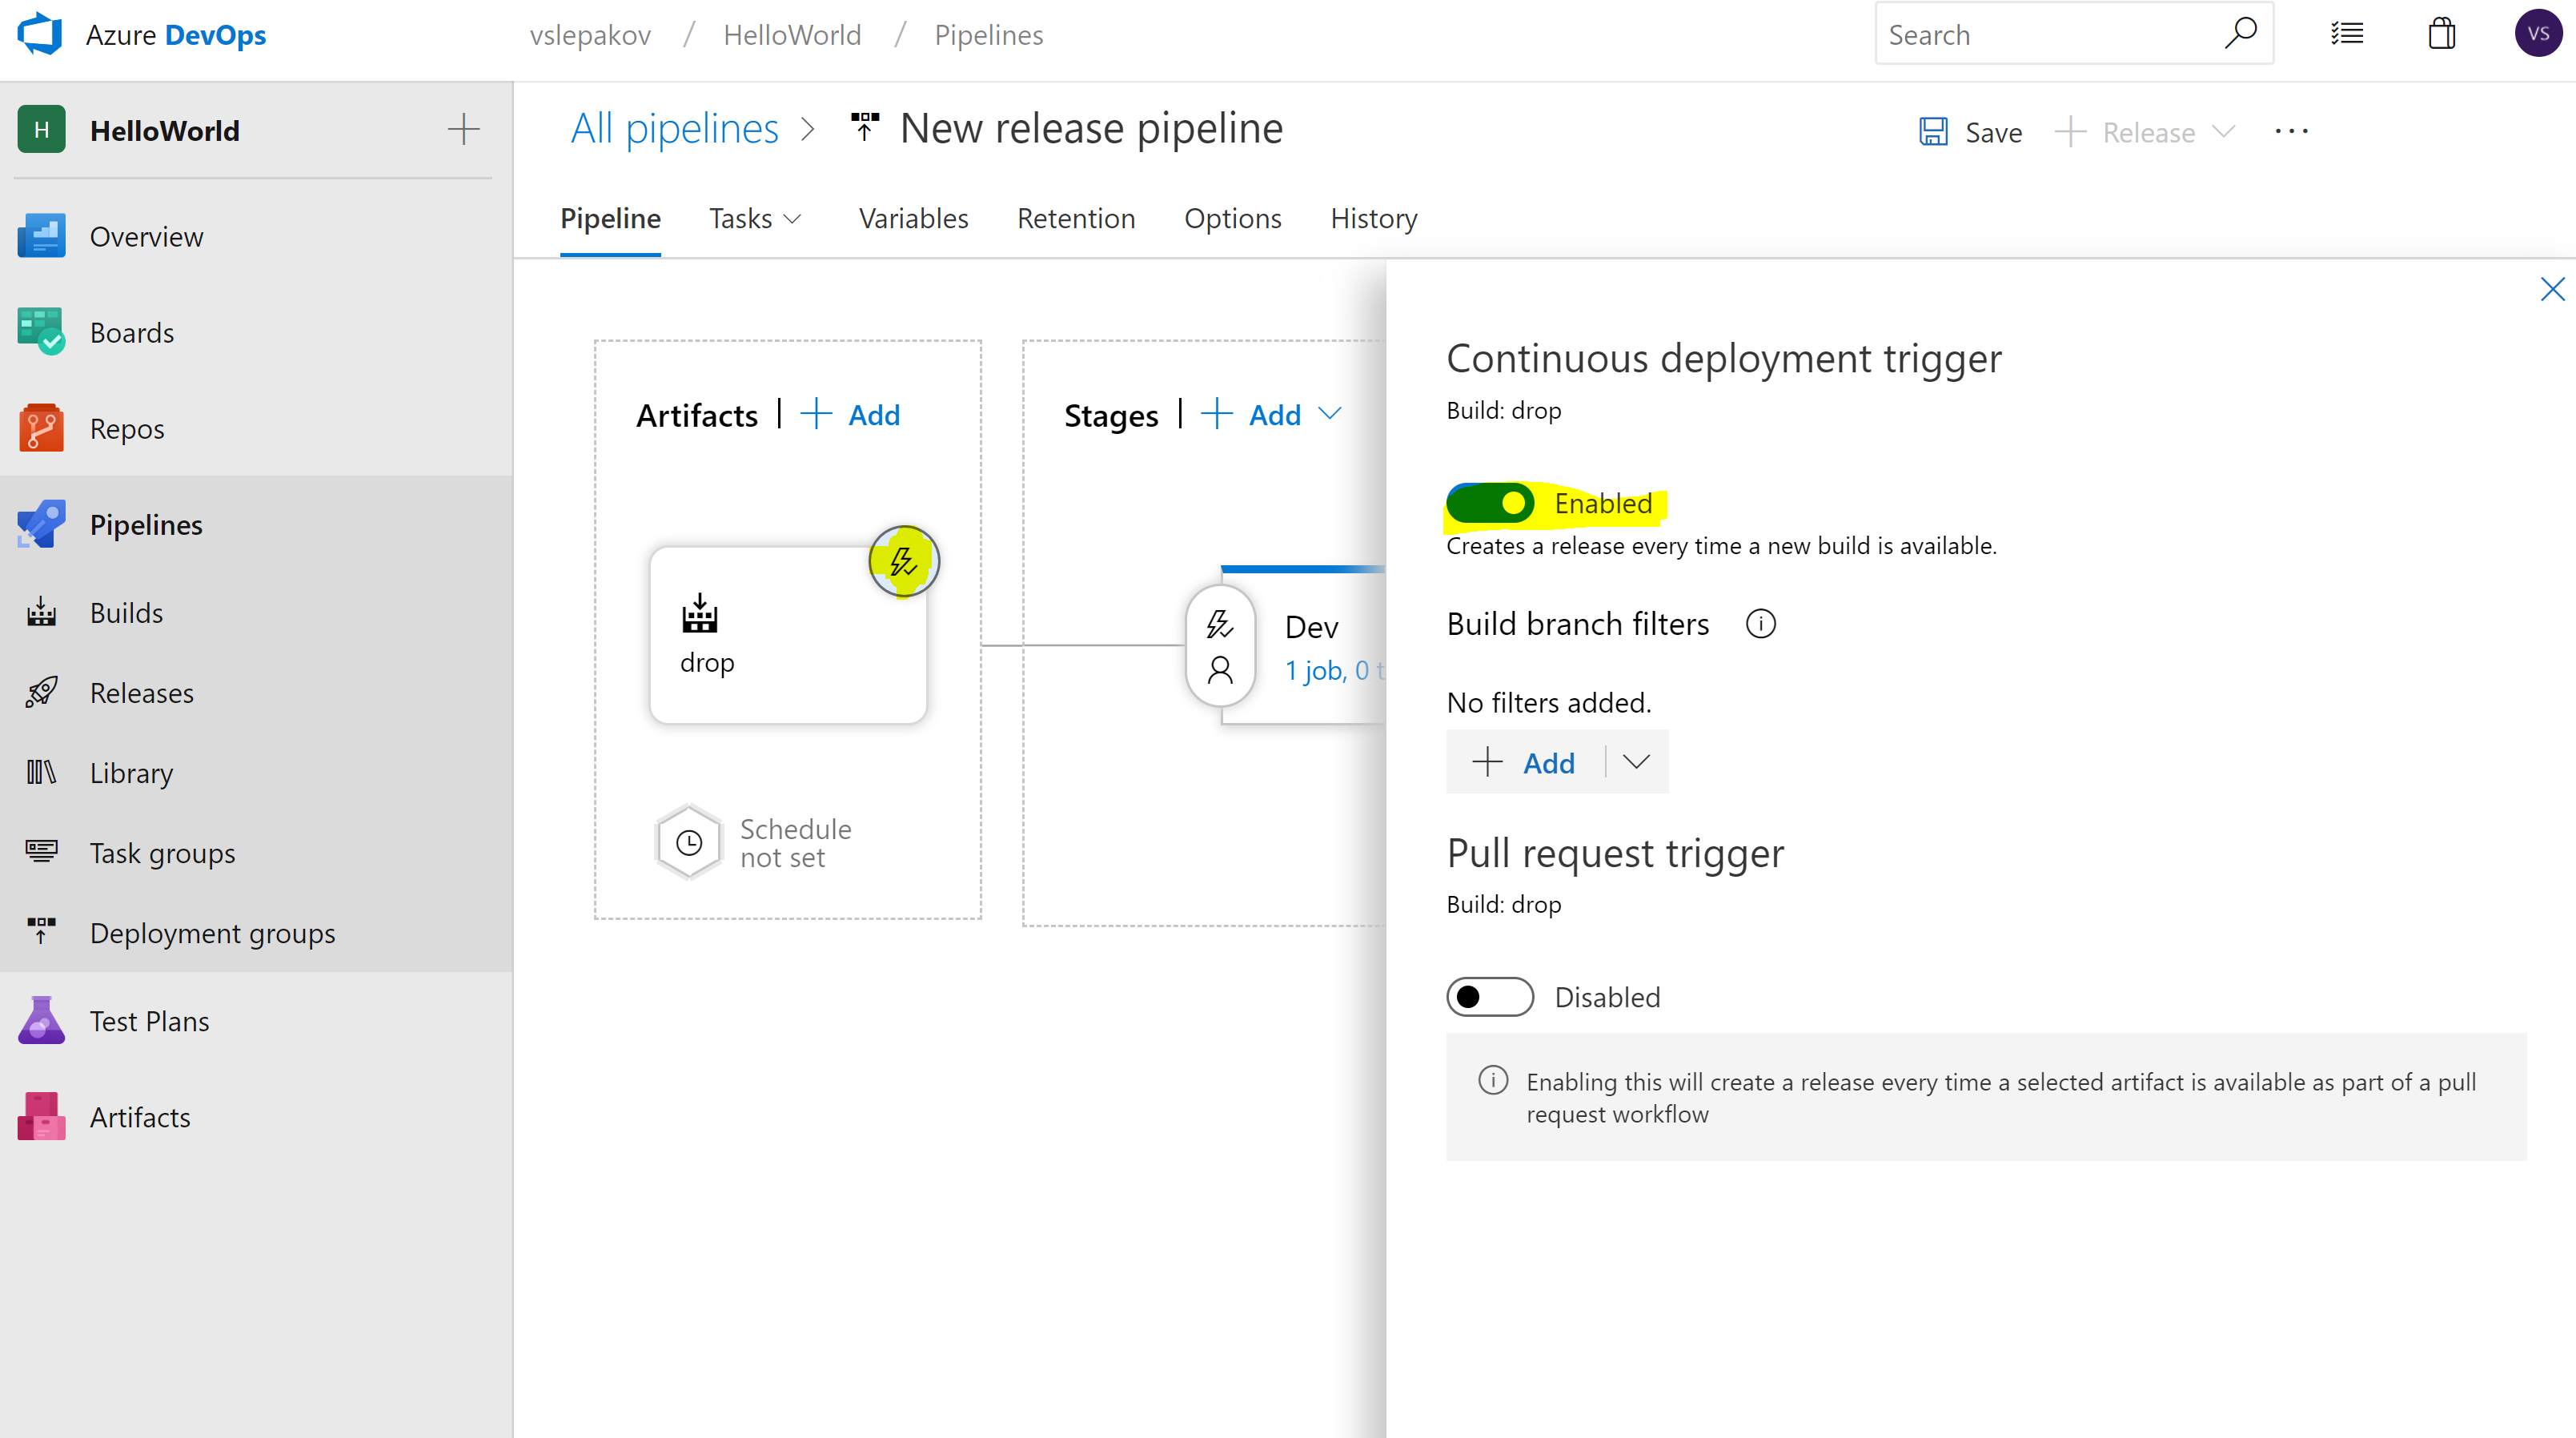 Azure DevOps
vslepakov / HelloWorld / Pipelines
Search
VS
H HelloWorld
Overview
Boards
Repos
Pipelines
Builds
Releases
Library
Task groups
Deployment groups
Test Plans
Artifacts
All pipelines > New release pipeline
Save
Release
Pipeline Tasks Variables Retention Options History
Artifacts | + Add
drop
Schedule
not set
Stages | + Add
Dev
1 job, 0 t
Continuous deployment trigger
Build: drop
Enabled
Creates a release every time a new build is available.
Build branch filters
No filters added.
+ Add
Pull request trigger
Build: drop
Disabled
Enabling this will create a release every time a selected artifact is available as part of a pull
request workflow